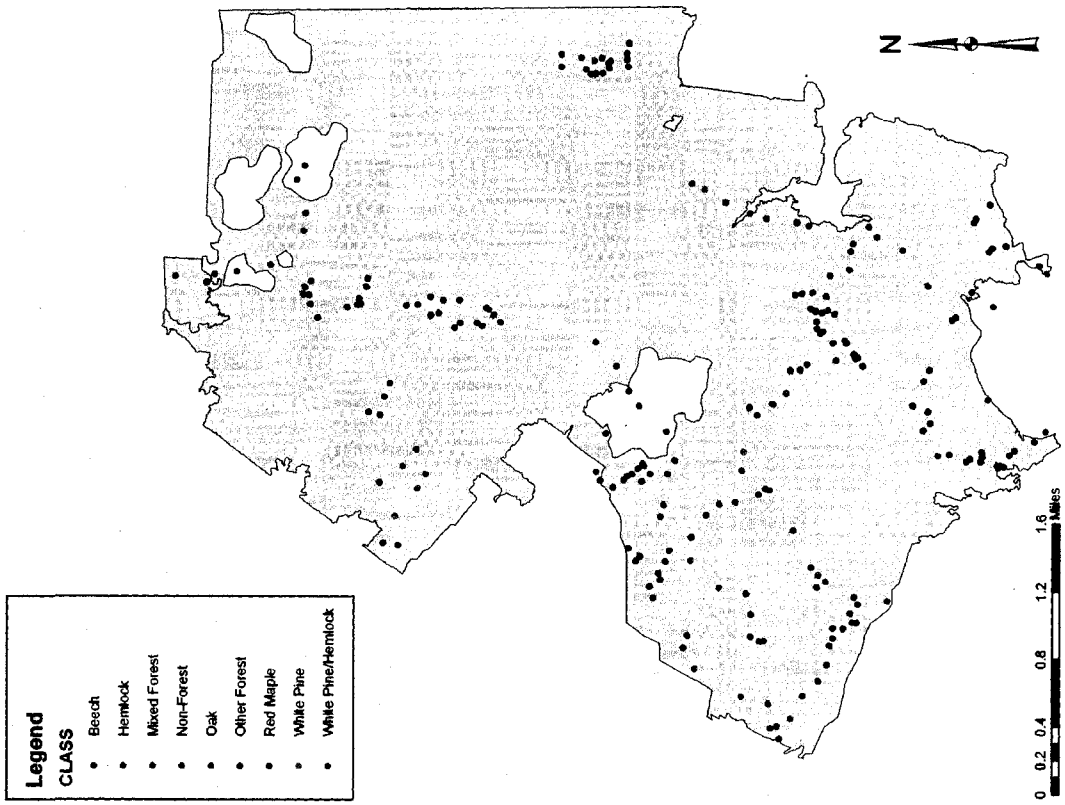 Legend
CLASS
Beech
Hemlock
Mixed Forest
Non-Forest
Oak
Other Forest
Red Maple
White Pine
White Pine/Hemlock
N
0 0.2 0.4 0.8 1.2 1.6
Miles